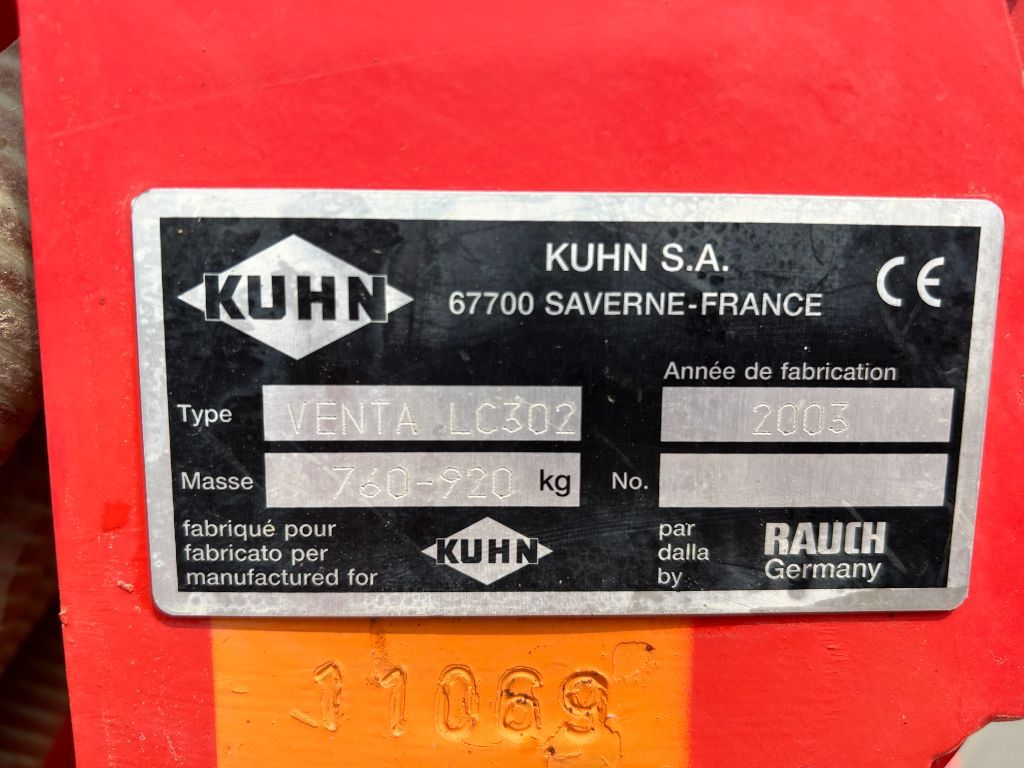 KUHN
KUHN S.A.
67700 SAVERNE-FRANCE
CE
Année de fabrication
Type VENTA LC302 2003
Masse 760-920 kg No.
fabriqué pour
fabricato per
manufactured for
KUHN
par
dalla
by
RAUCH
Germany
11069